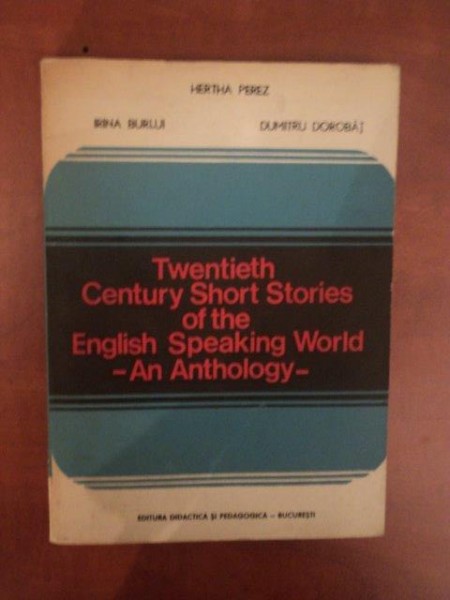 HERTHA PEREZ
IRINA BURLUI DUMITRU DOROBĂȚ
Twentieth
Century Short Stories
of the
English Speaking World
- An Anthology -
EDITURA DIDACTICĂ ȘI PEDAGOGICĂ - BUCUREȘTI